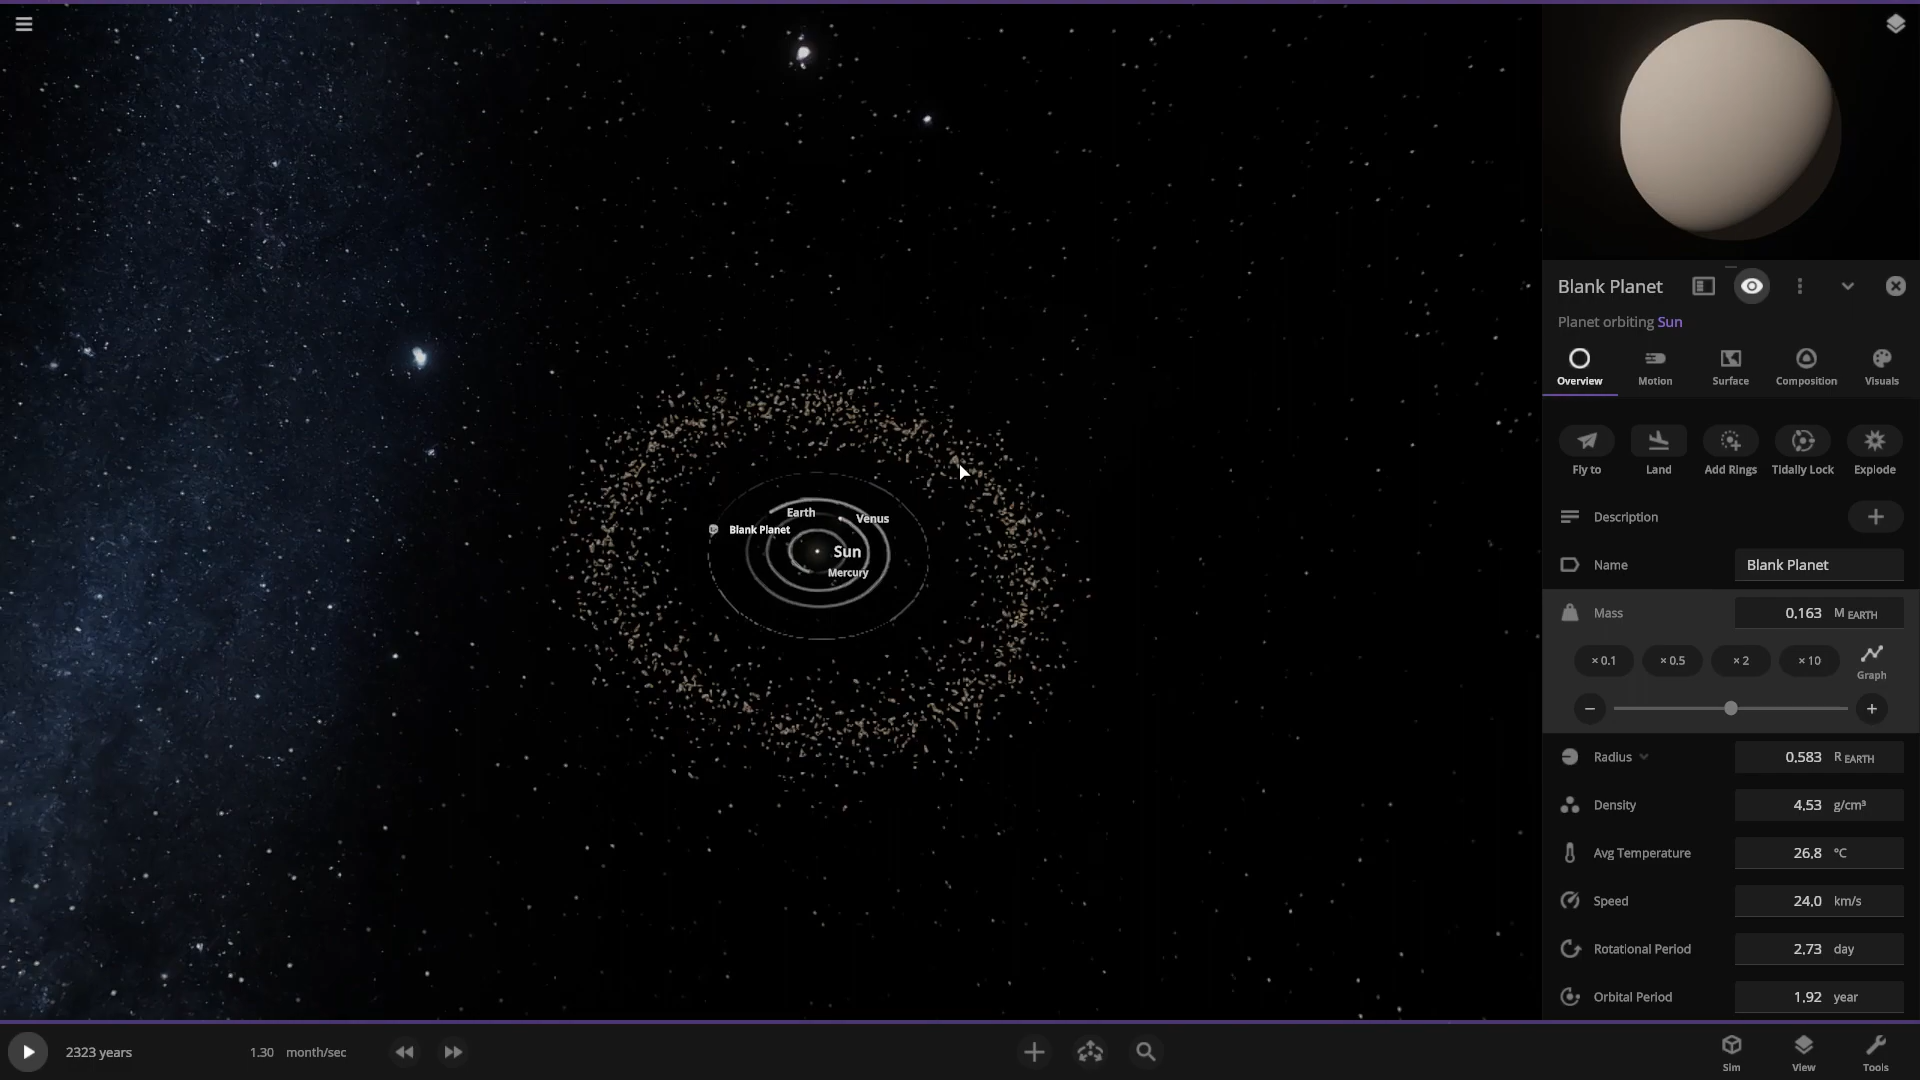 Earth
Venus
Blank Planet
Sun
Mercury
Blank Planet
Planet orbiting Sun
Overview
Motion
Surface
Composition
Visuals
Fly to
Land
Add Rings
Tidally Lock
Explode
Description
Name Blank Planet
Mass 0,163 M EARTH
× 0.1 × 0.5 × 2 × 10 Graph
Radius 0,583 R EARTH
Density 4,53 g/cm³
Avg Temperature 26,8 °C
Speed 24,0 km/s
Rotational Period 2,73 day
Orbital Period 1,92 year
2323 years 1.30 month/sec
Sim View Tools